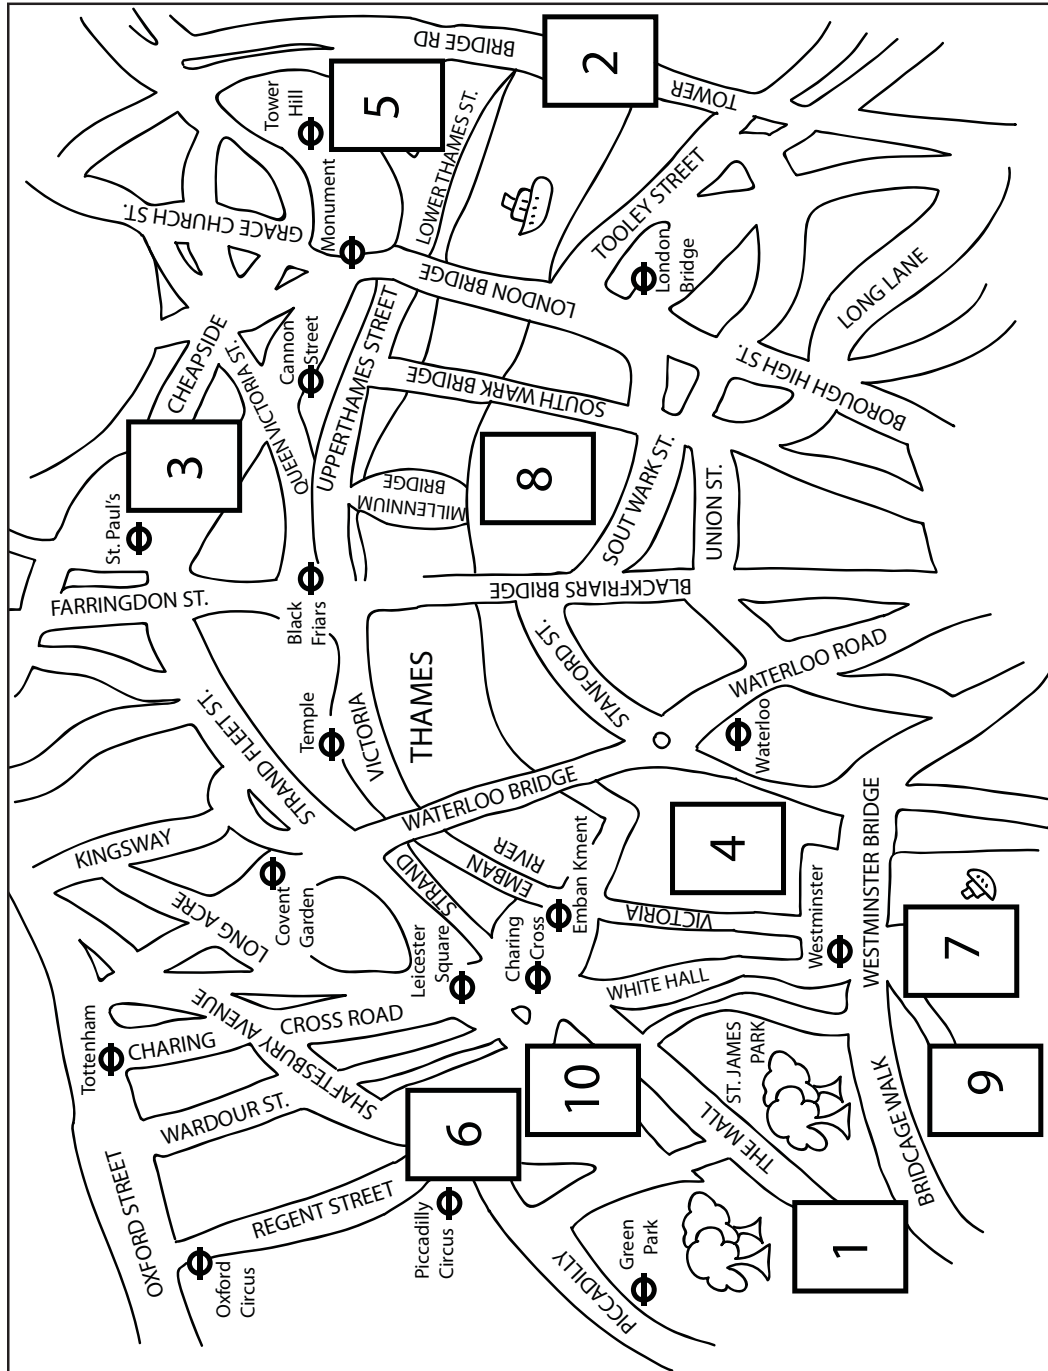 OXFORD STREET
Oxford
Circus
REGENT STREET
WARDOUR ST.
Tottenham
CHARING
CROSS ROAD
SHAFTESBURY AVENUE
LONG ACRE
KINGSWAY
Covent
Garden
STRAND FLEET ST.
FARRINGDON ST.
St. Paul's
3
CHEAPSIDE
QUEEN VICTORIA ST.
GRACE CHURCH ST.
Tower
Hill
5
Monument
Cannon
Street
UPPERTHAMES STREET
LOWER THAMES ST.
BRIDGE RD
2
TOWER
Black
Friars
Temple
VICTORIA
THAMES
MILLENNIUM
BRIDGE
SOUTH WARK BRIDGE
LONDON BRIDGE
Piccadilly
Circus
6
Leicester
Square
STRAND
EMBAN
RIVER
WATERLOO BRIDGE
BLACKFRIARS BRIDGE
8
Charing
Cross
Emban Kment
10
PICCADILLY
Green
Park
THE MALL
ST. JAMES
PARK
WHITE HALL
VICTORIA
4
STANFORD ST.
SOUT WARK ST.
UNION ST.
TOOLEY STREET
London
Bridge
Waterloo
WATERLOO ROAD
BOROUGH HIGH ST.
LONG LANE
1
BRIDCAGE WALK
Westminster
WESTMINSTER BRIDGE
7
9